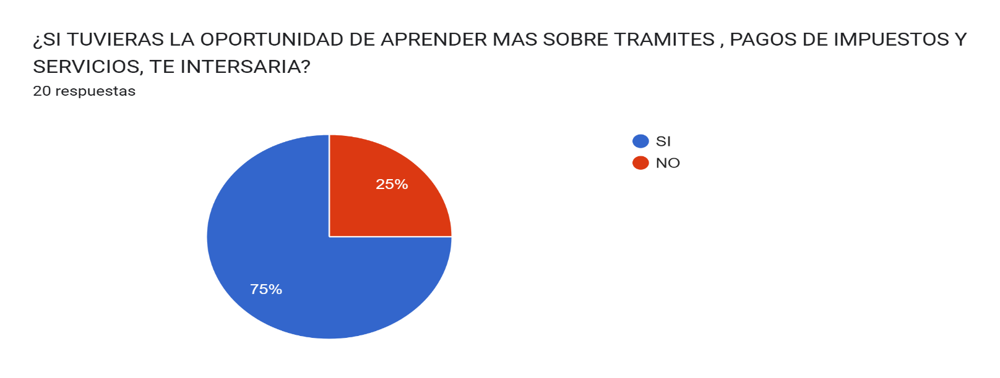 ¿SI TUVIERAS LA OPORTUNIDAD DE APRENDER MAS SOBRE TRAMITES , PAGOS DE IMPUESTOS Y
SERVICIOS, TE INTERSARIA?
20 respuestas
SI
NO
25%
75%